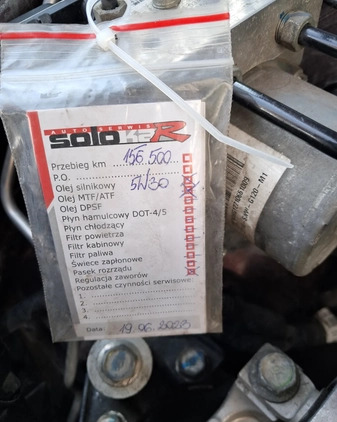 AUTO SERWIS
solo R
Przebieg km 156.500
P.O.
Olej silnikowy 5W30
Olej MTF/ATF
Olej DPSF
Płyn hamulcowy DOT-4/5
Płyn chłodzący
Filtr powietrza
Filtr kabinowy
Filtr paliwa
Świece zapłonowe
Pasek rozrządu
Regulacja zaworów
Pozostałe czynności serwisowe:
1.
2.
3.
4.
Data: 19.06.2023